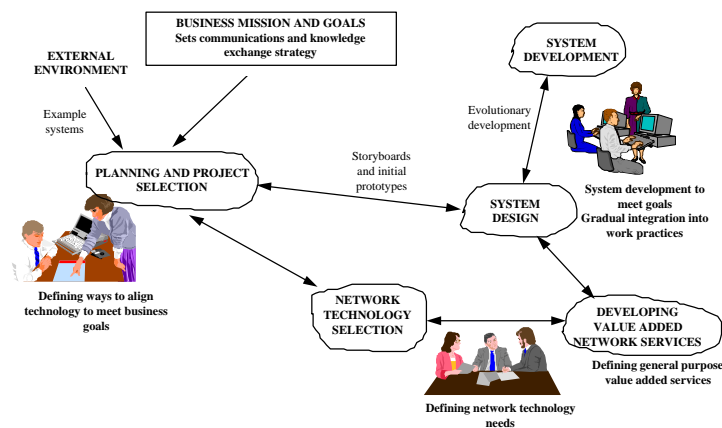 BUSINESS MISSION AND GOALS
Sets communications and knowledge
exchange strategy
EXTERNAL
ENVIRONMENT
SYSTEM
DEVELOPMENT
Example
systems
Evolutionary
development
PLANNING AND PROJECT
SELECTION
Storyboards
and initial
prototypes
SYSTEM
DESIGN
System development to
meet goals
Gradual integration into
work practices
Defining ways to align
technology to meet business
goals
NETWORK
TECHNOLOGY
SELECTION
DEVELOPING
VALUE ADDED
NETWORK SERVICES
Defining general purpose
value added services
Defining network technology
needs